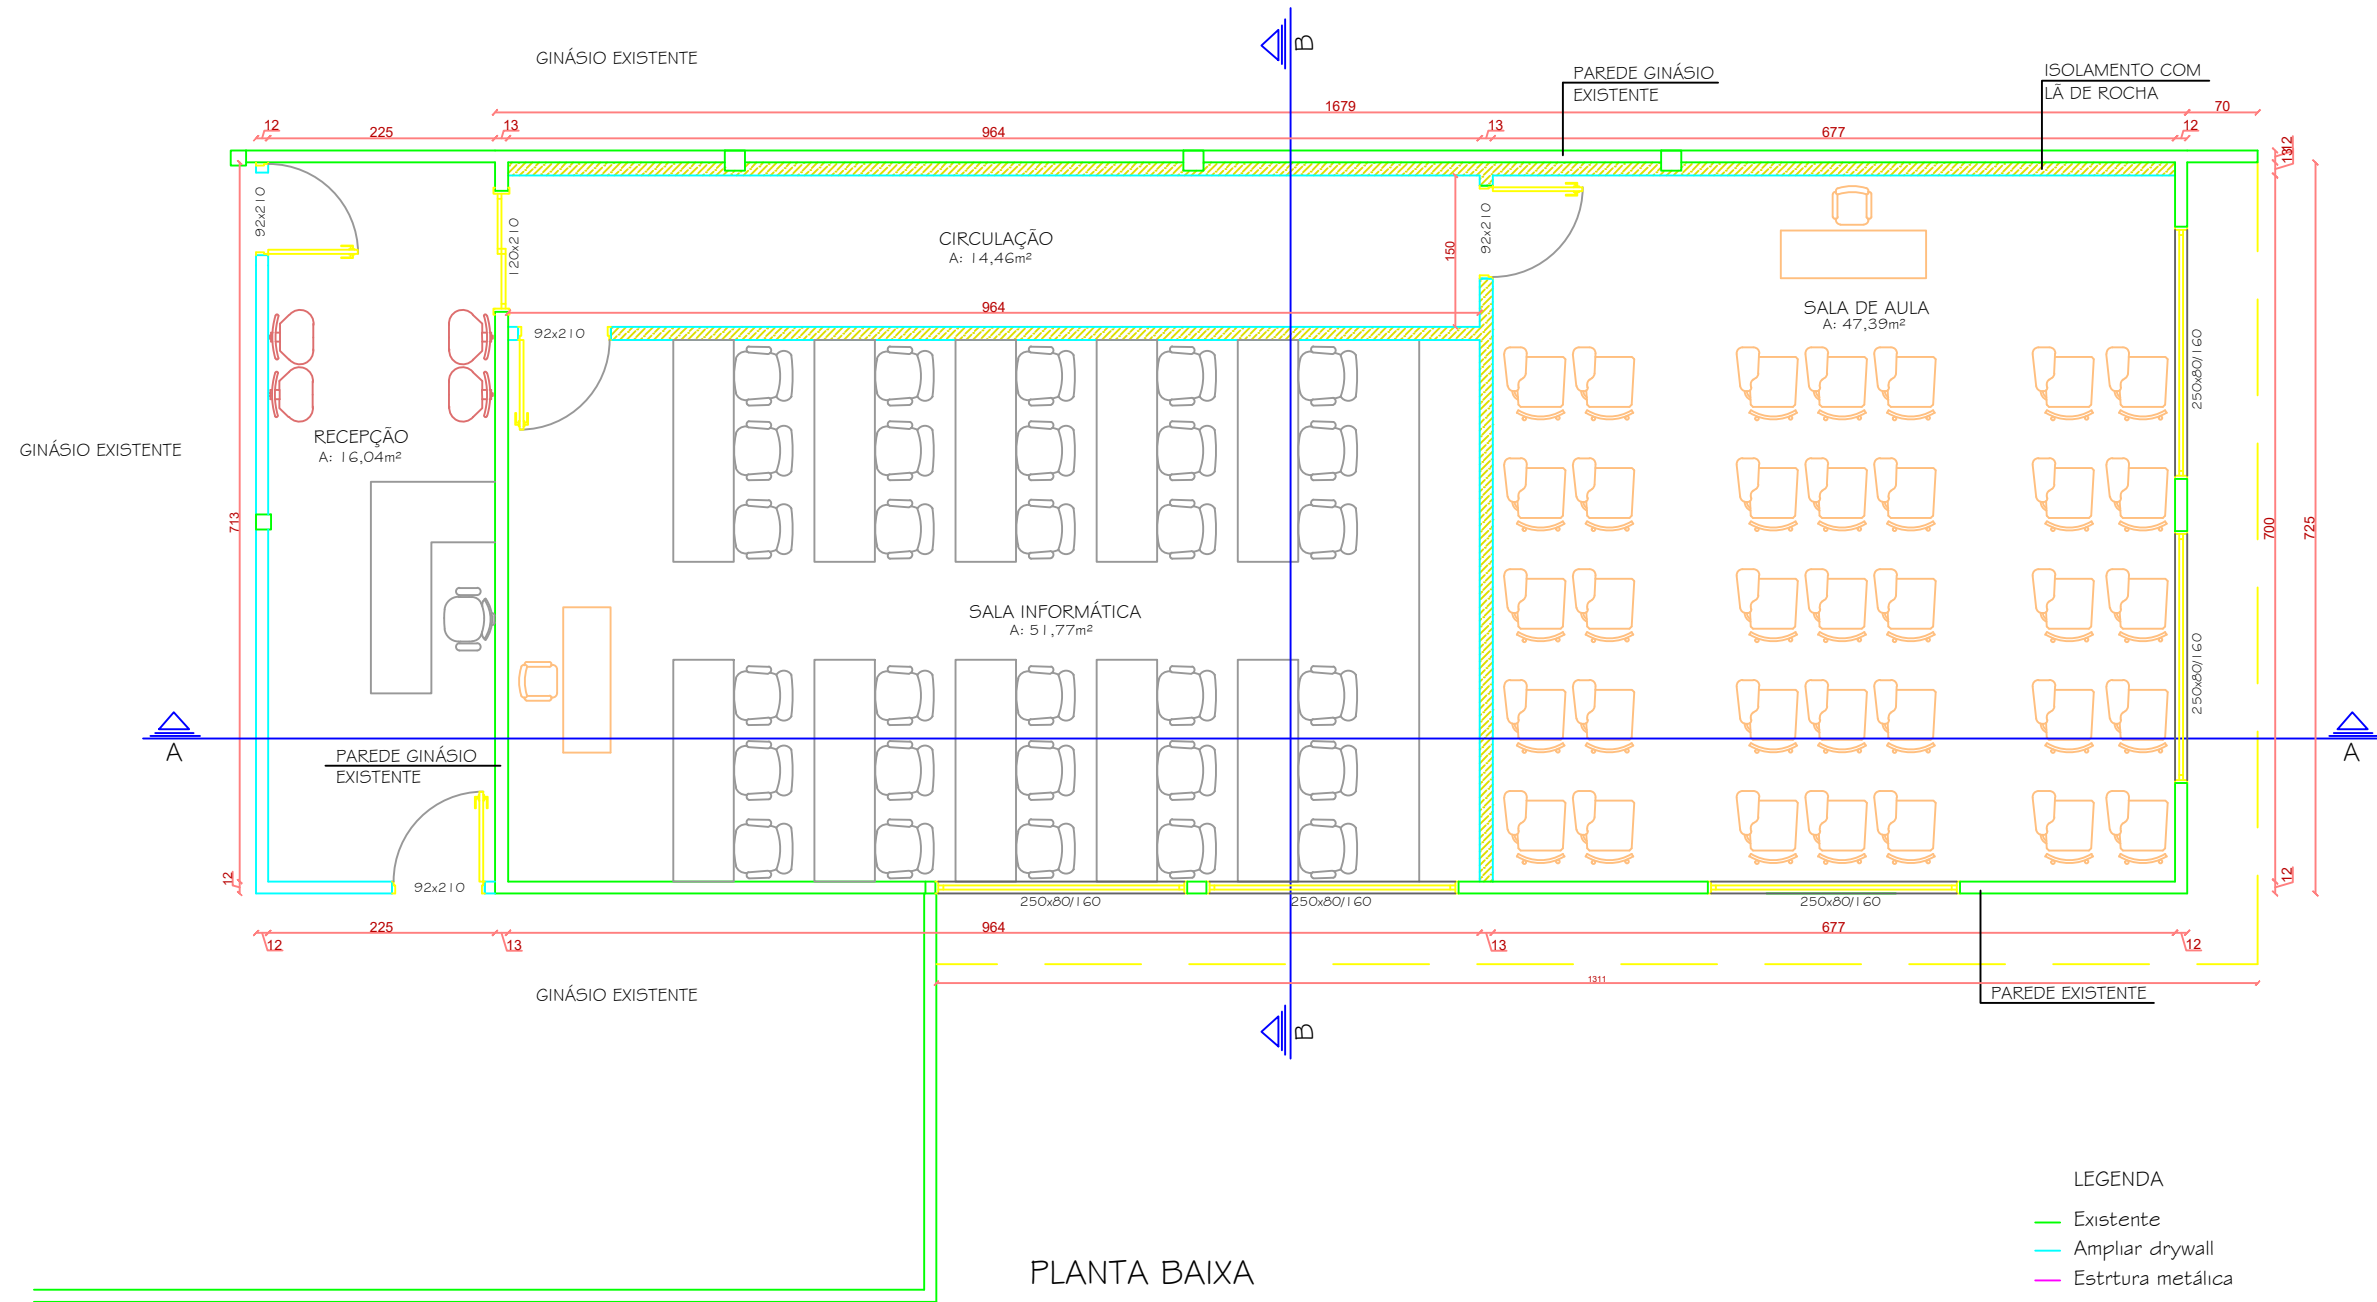 B
GINÁSIO EXISTENTE
PAREDE GINÁSIO
EXISTENTE
ISOLAMENTO COM
LÃ DE ROCHA
1679
70
12
225
13
964
13
677
12
12
13
92x210
120x210
CIRCULAÇÃO
A: 14,46m²
150
92x210
964
92x210
SALA DE AULA
A: 47,39m²
250x80/160
RECEPÇÃO
A: 16,04m²
GINÁSIO EXISTENTE
713
700
725
SALA INFORMÁTICA
A: 51,77m²
250x80/160
A
PAREDE GINÁSIO
EXISTENTE
A
12
92x210
12
250x80/160
250x80/160
250x80/160
12
225
13
964
13
677
12
1311
GINÁSIO EXISTENTE
PAREDE EXISTENTE
B
LEGENDA
Existente
Ampliar drywall
Estrtura metálica
PLANTA BAIXA